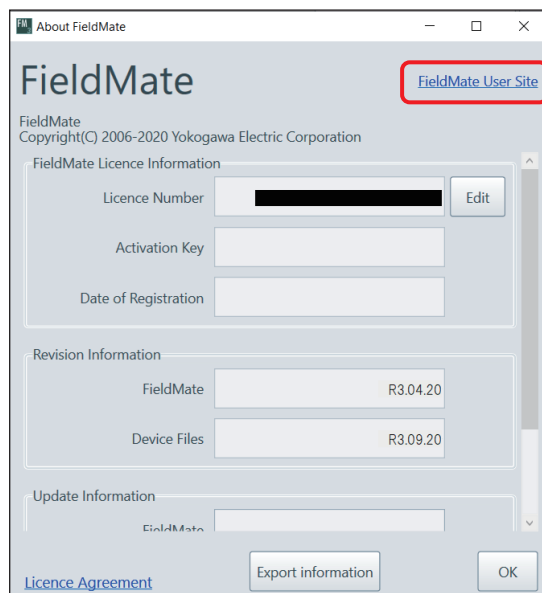 FM
About FieldMate
FieldMate
FieldMate User Site
FieldMate
Copyright(C) 2006-2020 Yokogawa Electric Corporation
FieldMate Licence Information
Licence Number
Edit
Activation Key
Date of Registration
Revision Information
FieldMate R3.04.20
Device Files R3.09.20
Update Information
FieldMate
Licence Agreement
Export information
OK